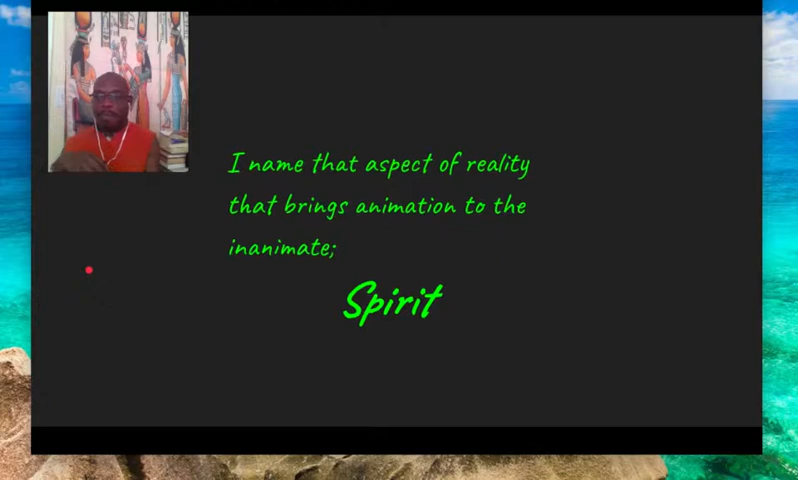 I name that aspect of reality
that brings animation to the
inanimate;
Spirit